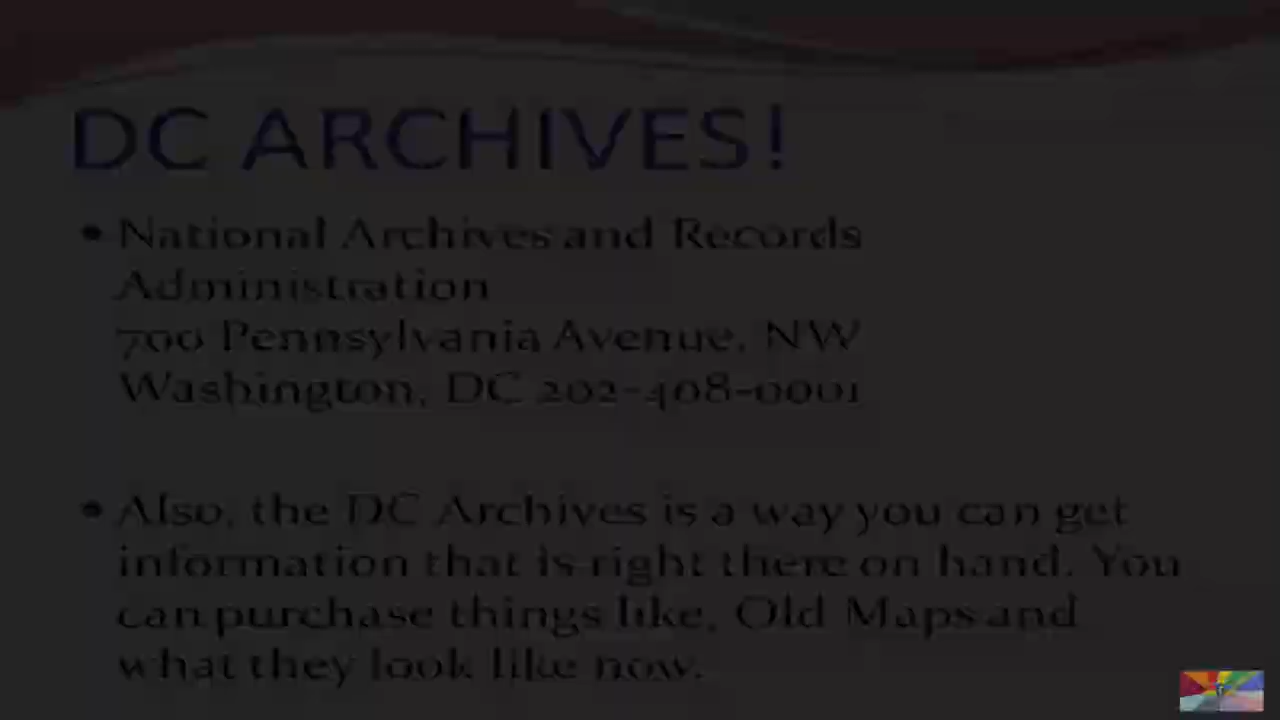 DC ARCHIVES!
• National Archives and Records
Administration
700 Pennsylvania Avenue, NW
Washington, DC 202-408-0001
• Also, the DC Archives is a way you can get
information that is right there on hand. You
can purchase things like, Old Maps and
what they look like now.